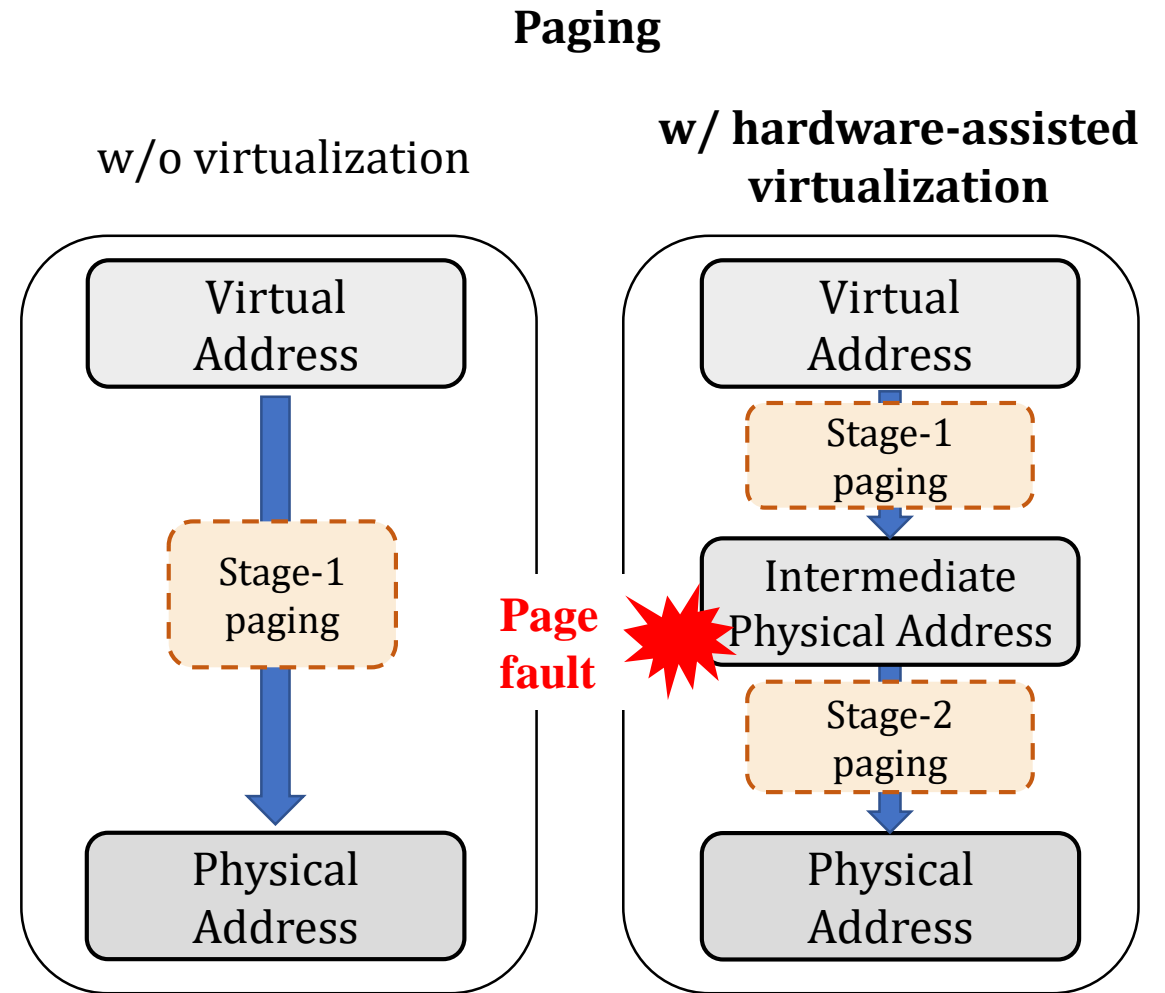 Paging
w/o virtualization
w/ hardware-assisted
virtualization
Virtual
Address
Stage-1
paging
Physical
Address
Virtual
Address
Stage-1
paging
Intermediate
Physical Address
Page
fault
Stage-2
paging
Physical
Address